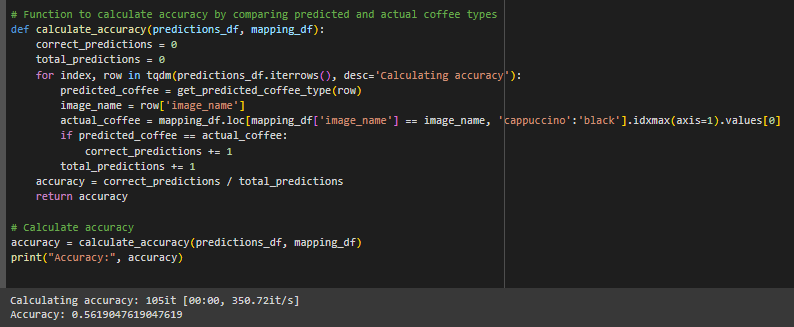 # Function to calculate accuracy by comparing predicted and actual coffee types
def calculate_accuracy(predictions_df, mapping_df):
    correct_predictions = 0
    total_predictions = 0
    for index, row in tqdm(predictions_df.iterrows(), desc='Calculating accuracy'):
        predicted_coffee = get_predicted_coffee_type(row)
        image_name = row['image_name']
        actual_coffee = mapping_df.loc[mapping_df['image_name'] == image_name, 'cappuccino':'black'].idxmax(axis=1).values[0]
        if predicted_coffee == actual_coffee:
            correct_predictions += 1
        total_predictions += 1
    accuracy = correct_predictions / total_predictions
    return accuracy

# Calculate accuracy
accuracy = calculate_accuracy(predictions_df, mapping_df)
print("Accuracy:", accuracy)

Calculating accuracy: 105it [00:00, 350.72it/s]
Accuracy: 0.5619047619047619